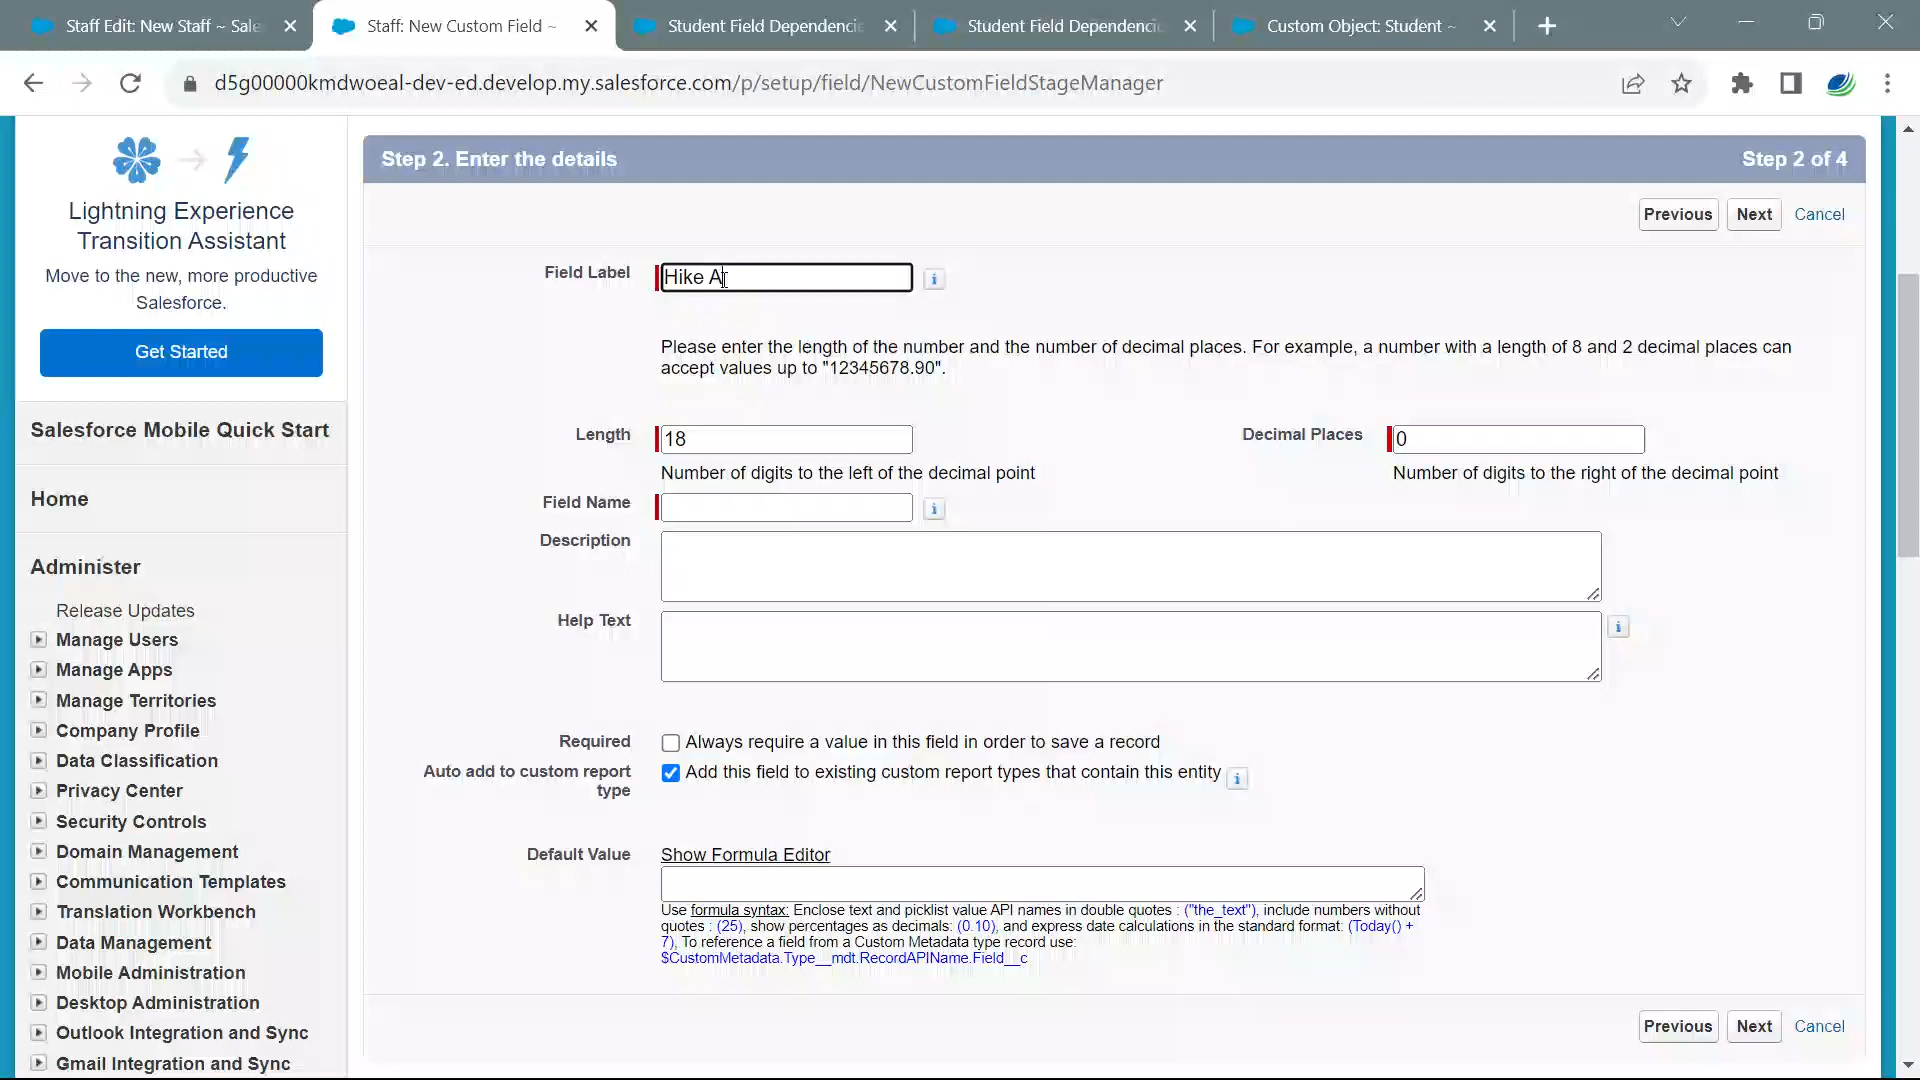 Staff Edit: New Staff ~ Sale
Staff: New Custom Field ~
Student Field Dependenci
Student Field Dependenci
Custom Object: Student ~
d5g00000kmdwoeal-dev-ed.develop.my.salesforce.com/p/setup/field/NewCustomFieldStageManager
Lightning Experience
Transition Assistant
Move to the new, more productive
Salesforce.
Get Started
Salesforce Mobile Quick Start
Home
Administer
Release Updates
Manage Users
Manage Apps
Manage Territories
Company Profile
Data Classification
Privacy Center
Security Controls
Domain Management
Communication Templates
Translation Workbench
Data Management
Mobile Administration
Desktop Administration
Outlook Integration and Sync
Gmail Integration and Sync
Step 2. Enter the details
Step 2 of 4
Previous Next Cancel
Field Label Hike A
Please enter the length of the number and the number of decimal places. For example, a number with a length of 8 and 2 decimal places can
accept values up to "12345678.90".
Length 18
Decimal Places 0
Number of digits to the left of the decimal point
Number of digits to the right of the decimal point
Field Name
Description
Help Text
Required Always require a value in this field in order to save a record
Auto add to custom report
type
Add this field to existing custom report types that contain this entity
Default Value Show Formula Editor
Use formula syntax: Enclose text and picklist value API names in double quotes : ("the_text"), include numbers without
quotes : (25), show percentages as decimals: (0.10), and express date calculations in the standard format: (Today() +
7), To reference a field from a Custom Metadata type record use:
$CustomMetadata.Type__mdt.RecordAPIName.Field__c
Previous Next Cancel